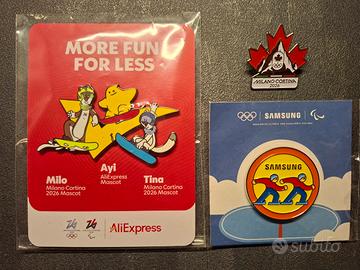 MORE FUN
FOR LESS
Milo
Milano Cortina
2026 Mascot
Ayi
AliExpress
Mascot
Tina
Milano Cortina
2026 Mascot
AliExpress
MILANO CORTINA
2026
SAMSUNG
SAMSUNG
subito